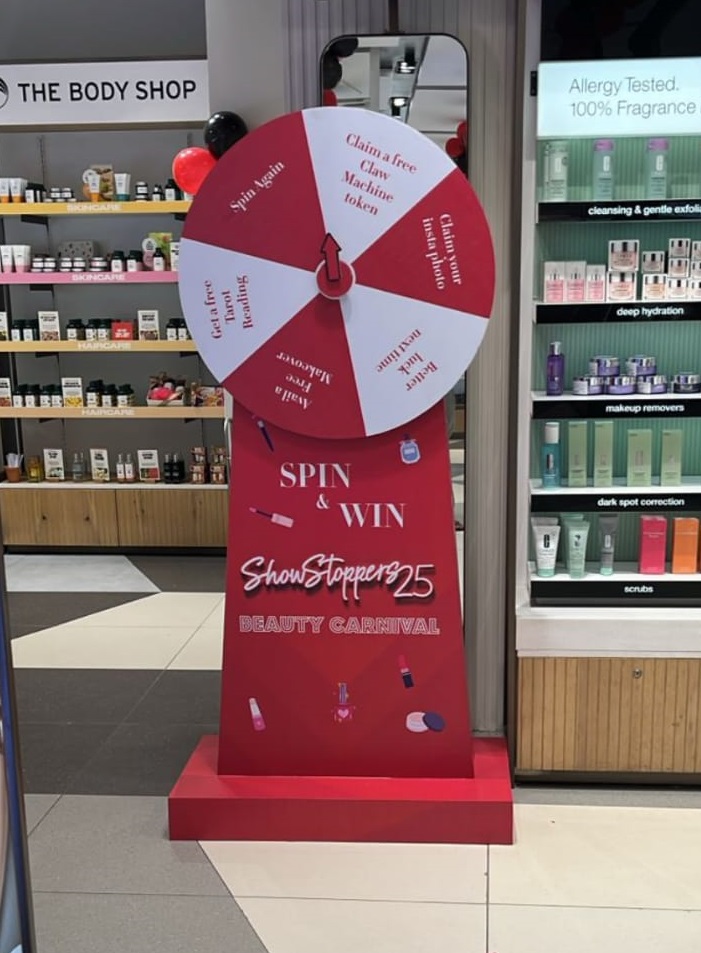 THE BODY SHOP
Allergy Tested.
100% Fragrance
Spin Again
Claim a free
Claw
Machine
token
Claim your
insta photo
Get a free
Tarot
Reading
Avail a
Free
Makeover
Better
luck
next time
SPIN
&
WIN
ShowStoppers25
BEAUTY CARNIVAL
SKINCARE
SKINCARE
HAIRCARE
HAIRCARE
cleansing & gentle exfolia
deep hydration
makeup removers
dark spot correction
scrubs